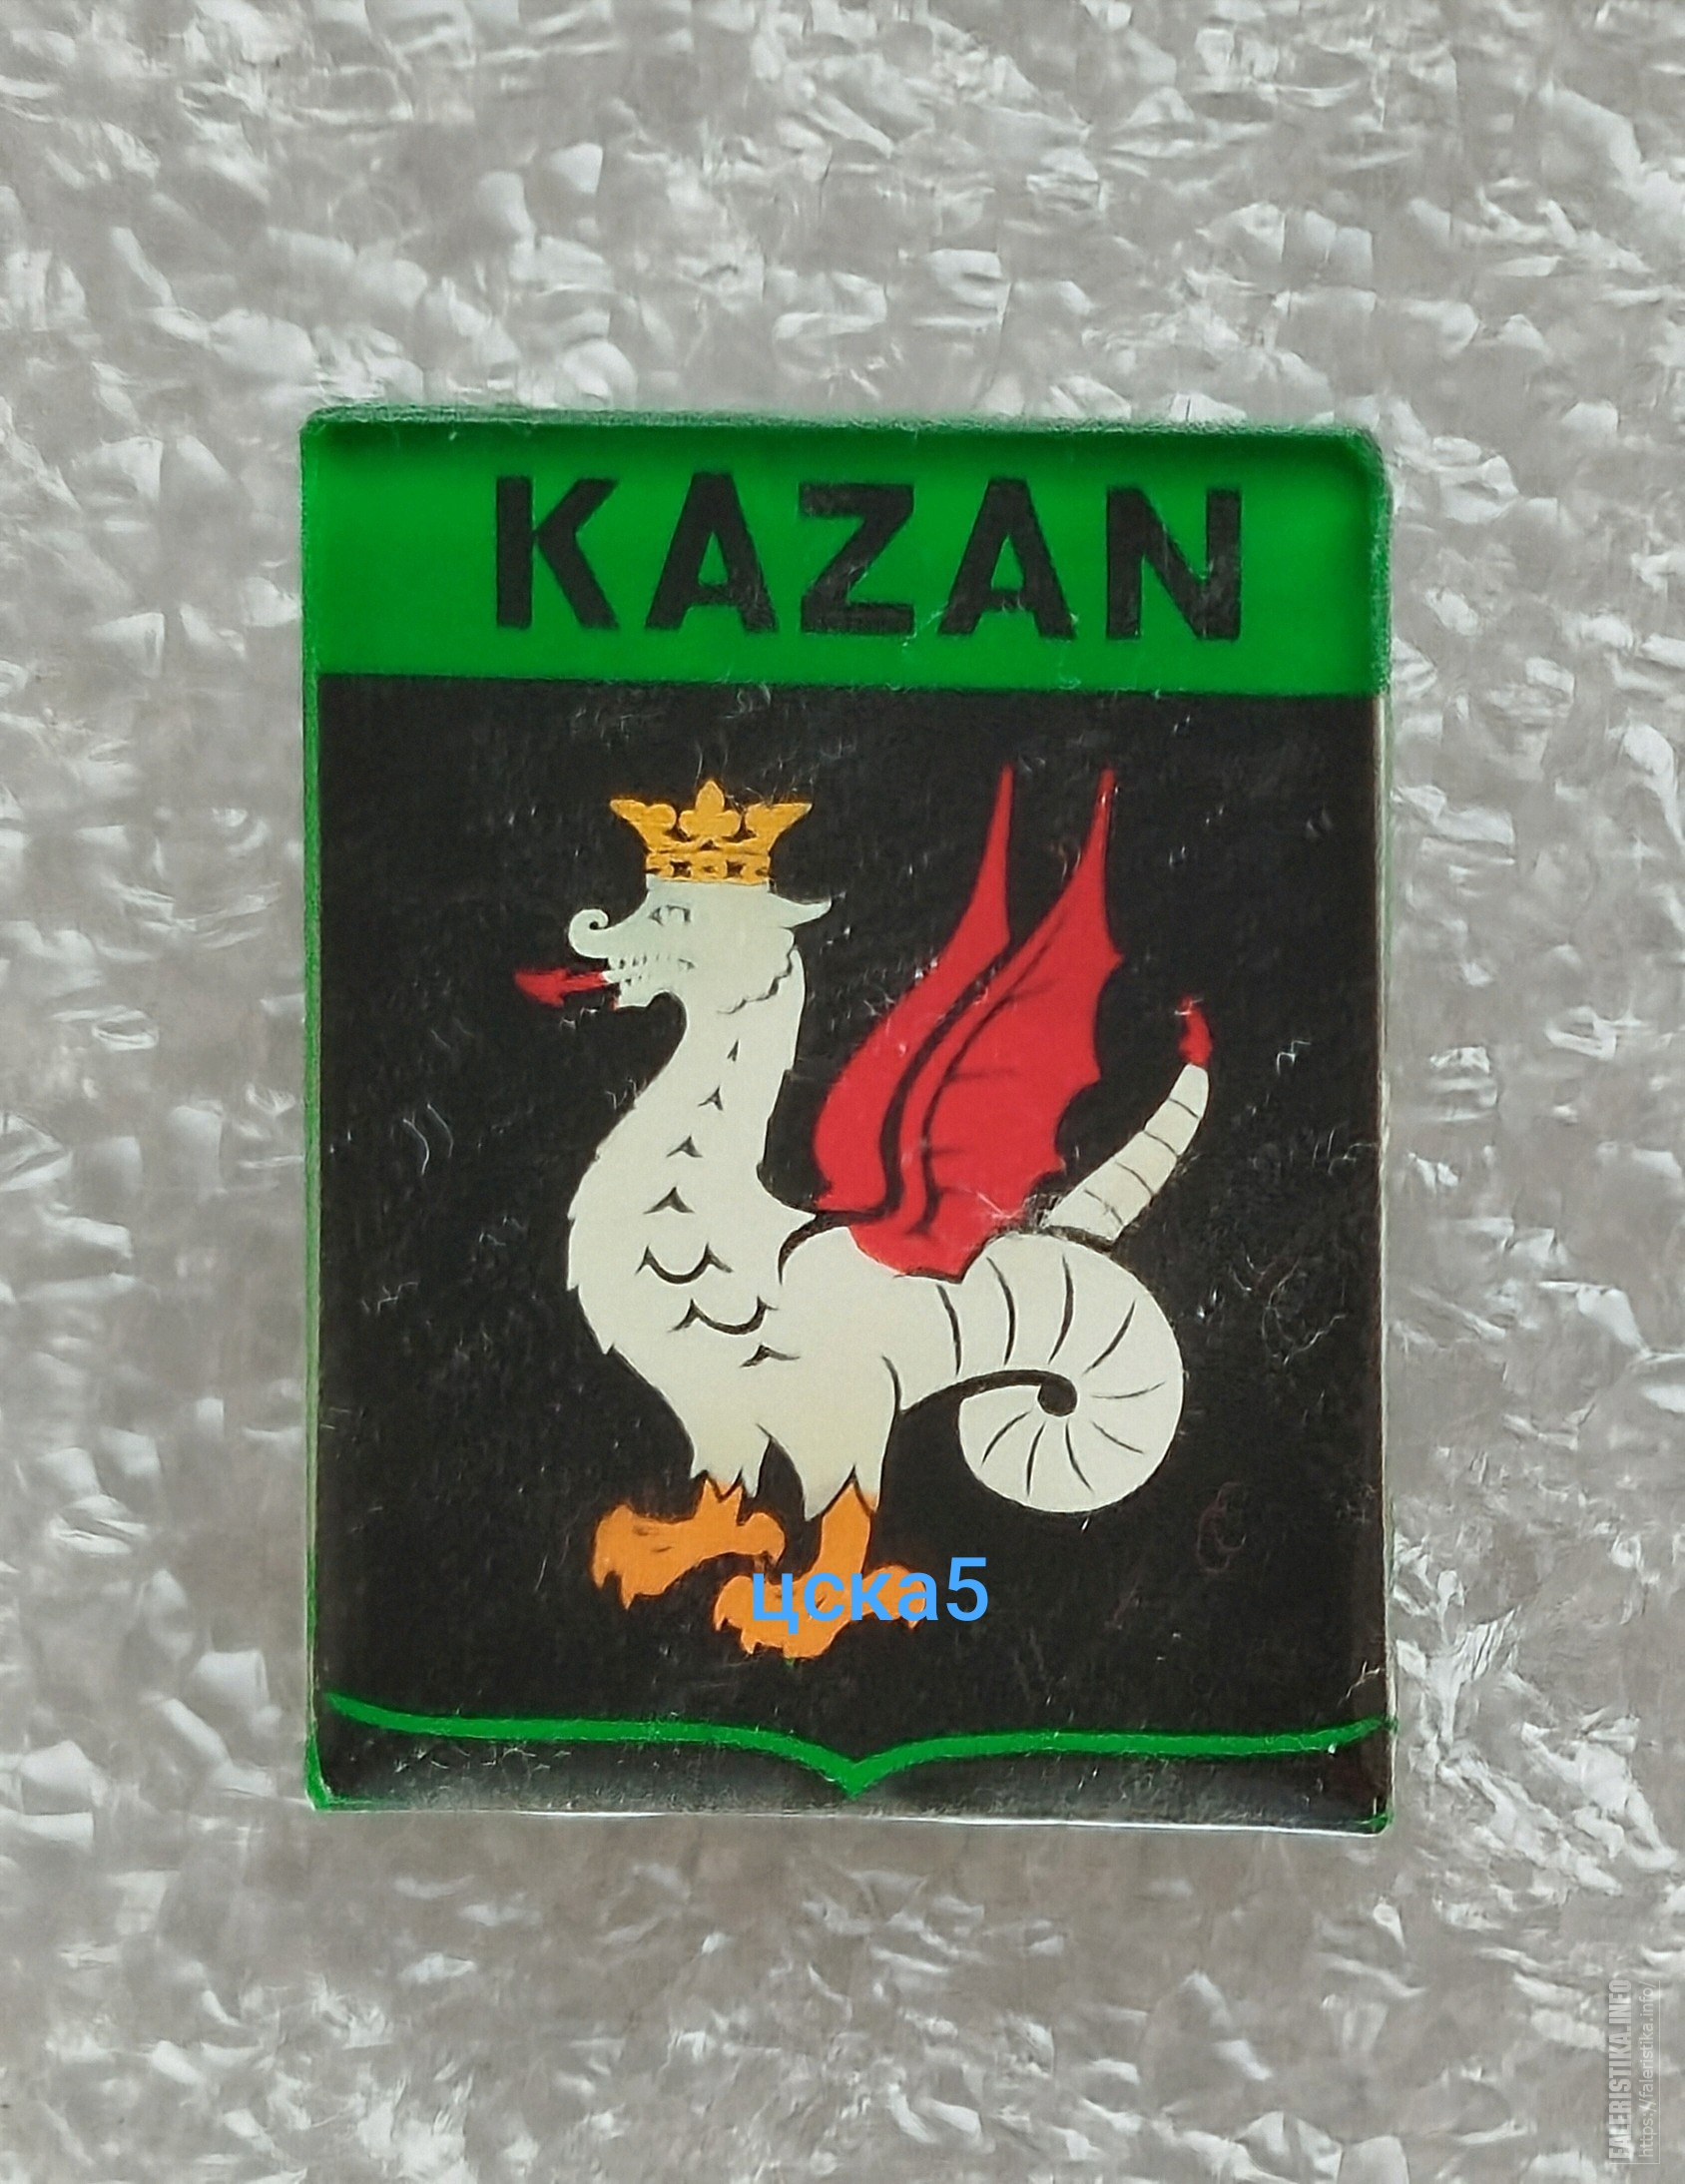 KAZAN
цска5
FALERISTIKA.INFO
https://faleristika.info/